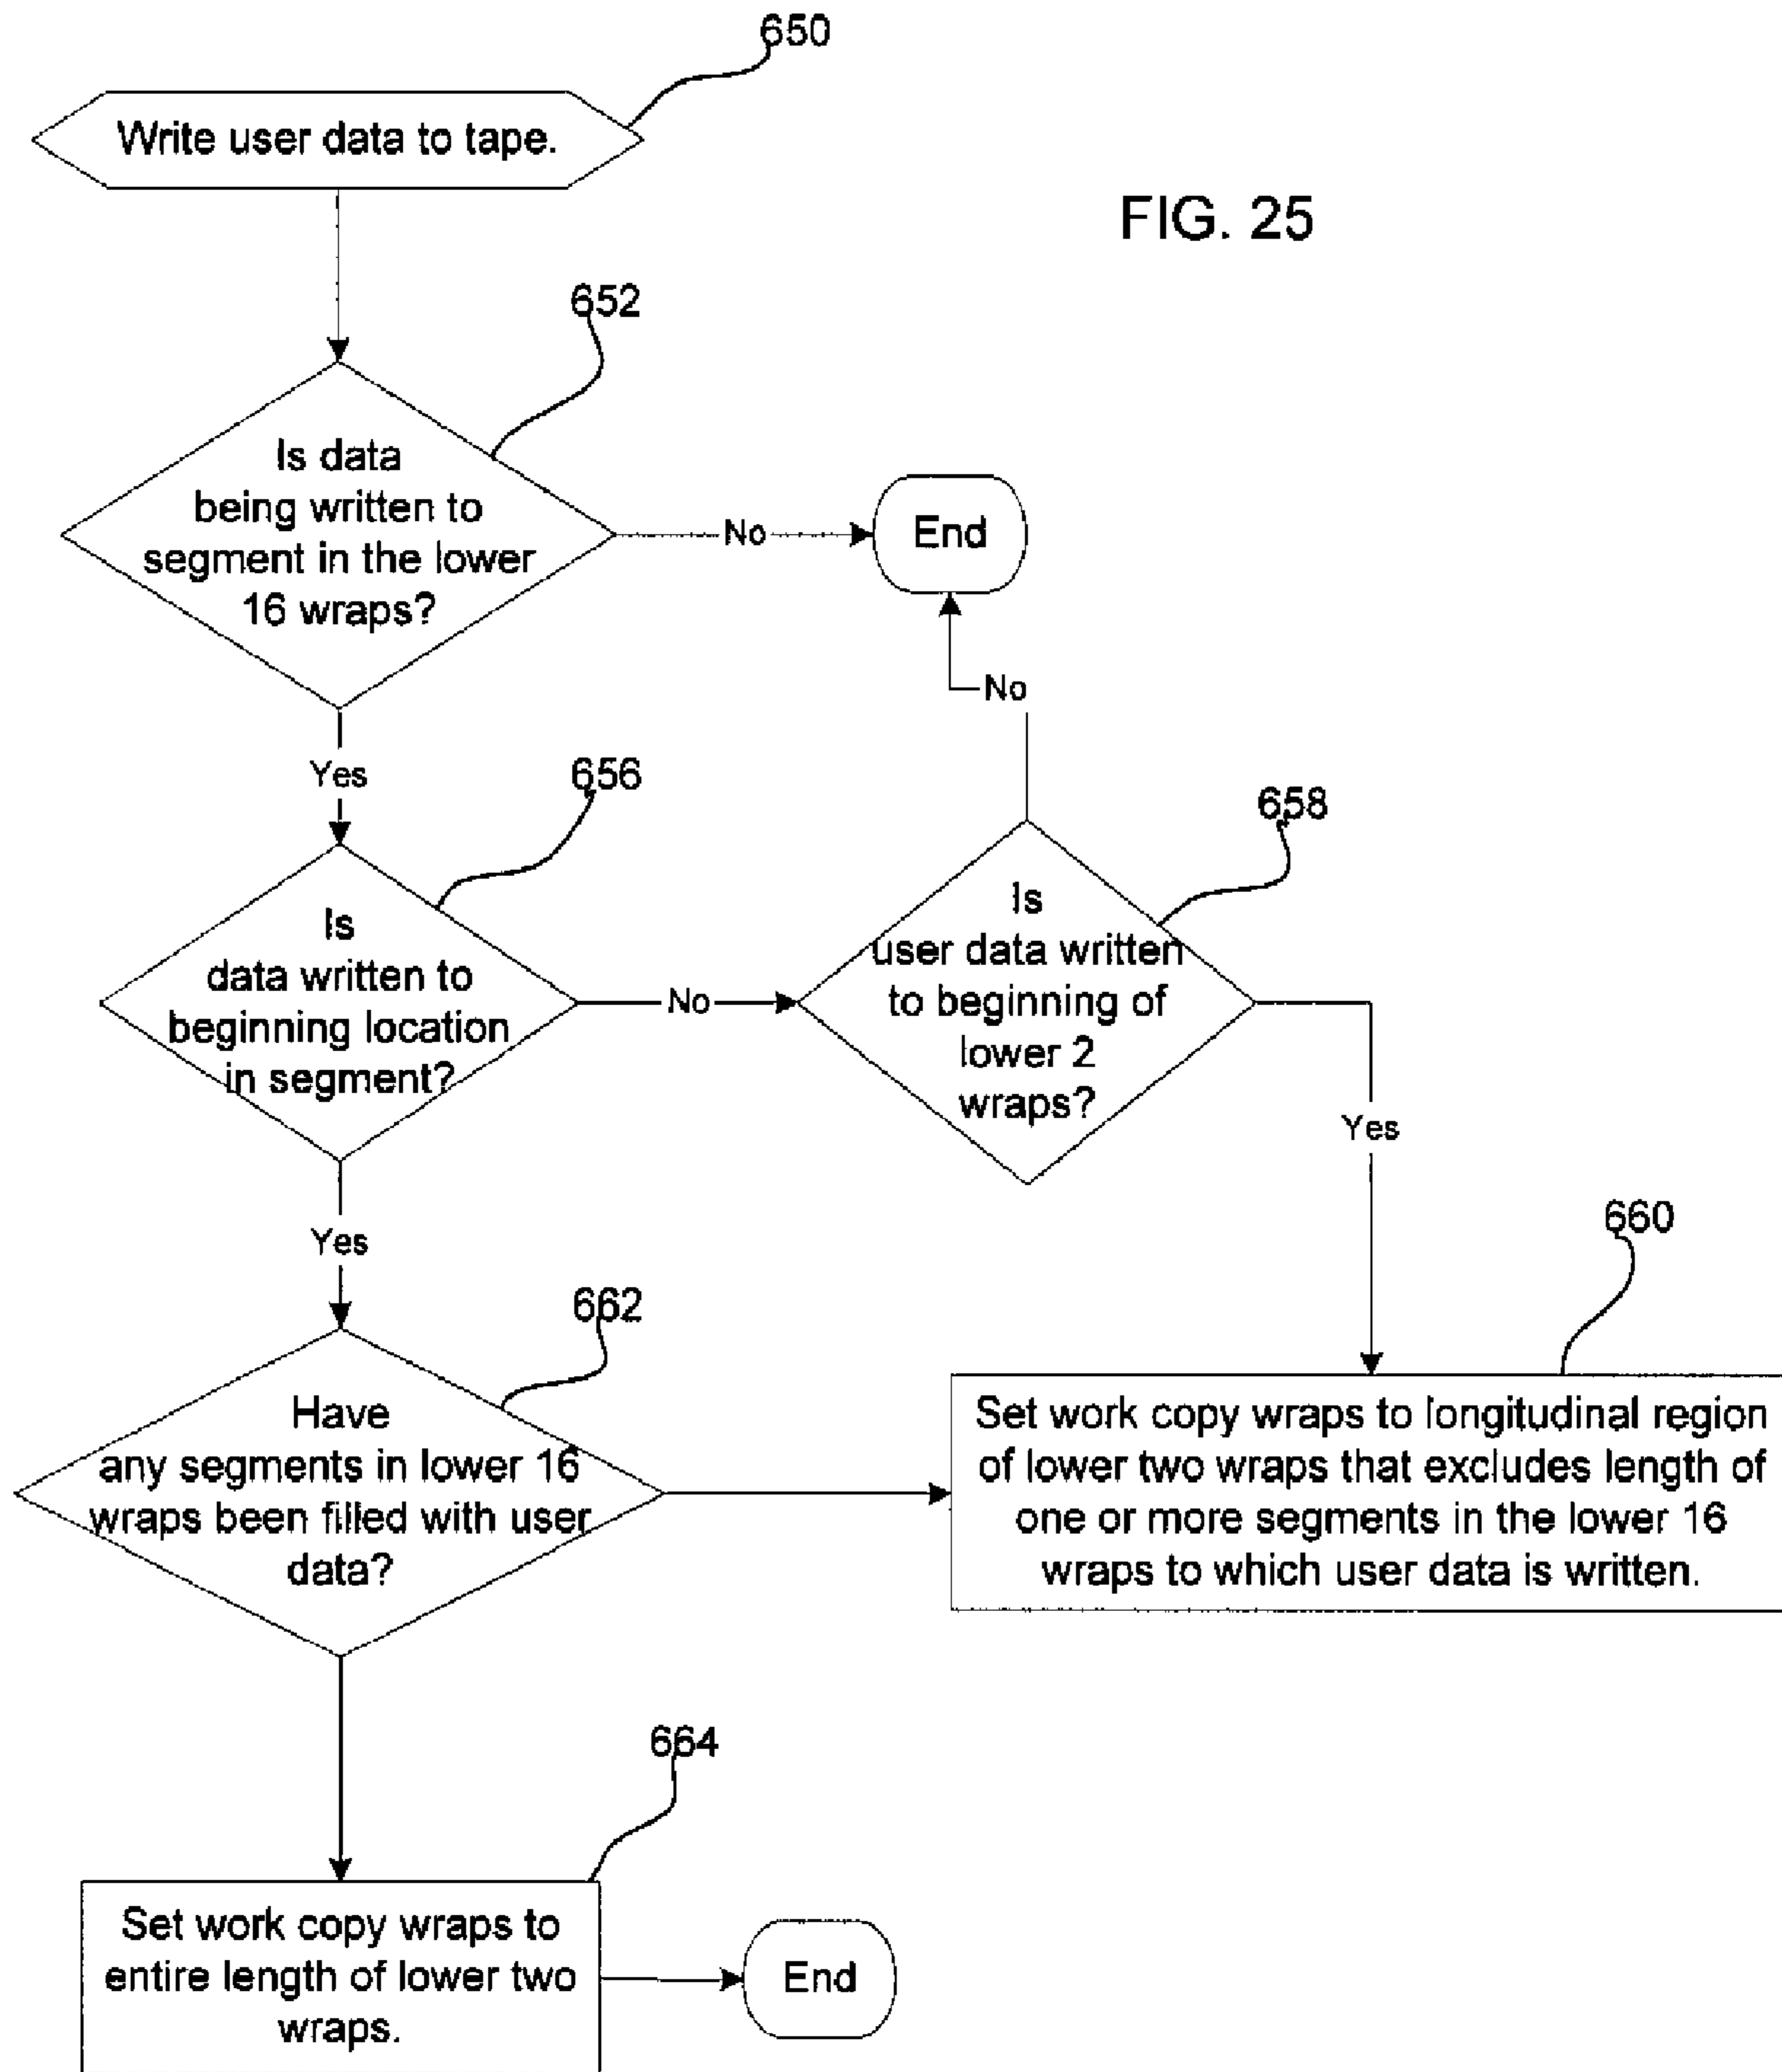 650
Write user data to tape.
FIG. 25
652
Is data
being written to
segment in the lower
16 wraps?
No
End
No
Yes
656
658
Is
data written to
beginning location
in segment?
No
Is
user data written
to beginning of
lower 2
wraps?
Yes
Yes
660
662
Have
any segments in lower 16
wraps been filled with user
data?
Set work copy wraps to longitudinal region
of lower two wraps that excludes length of
one or more segments in the lower 16
wraps to which user data is written.
664
Set work copy wraps to
entire length of lower two
wraps.
End